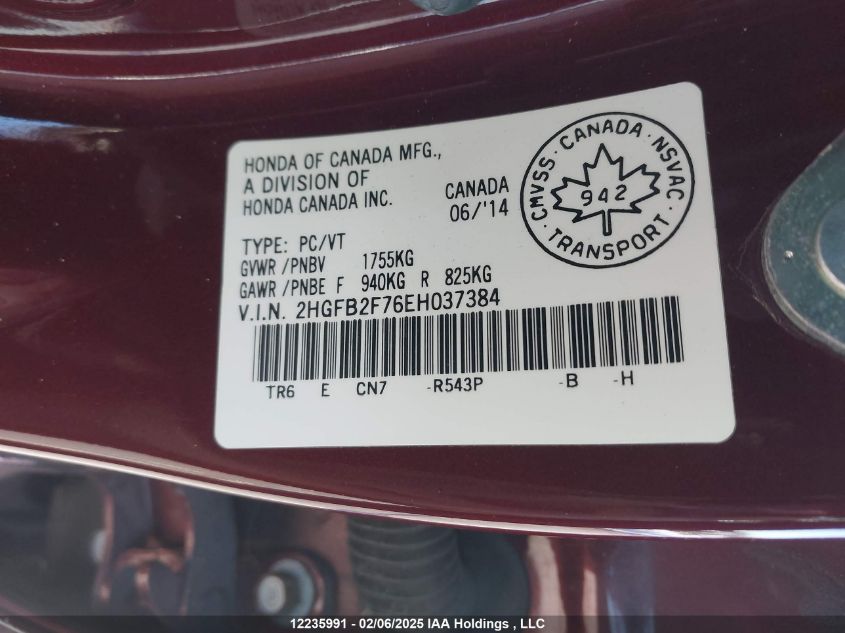 HONDA OF CANADA MFG.,
A DIVISION OF
HONDA CANADA INC.
CANADA
06/'14
CMVSS · CANADA · NSVAC · TRANSPORT ·
942
TYPE: PC/VT
GVWR /PNBV 1755KG
GAWR /PNBE F 940KG R 825KG
V.I.N. 2HGFB2F76EH037384
TR6 E CN7 -R543P -B -H
12235991 - 02/06/2025 IAA Holdings , LLC